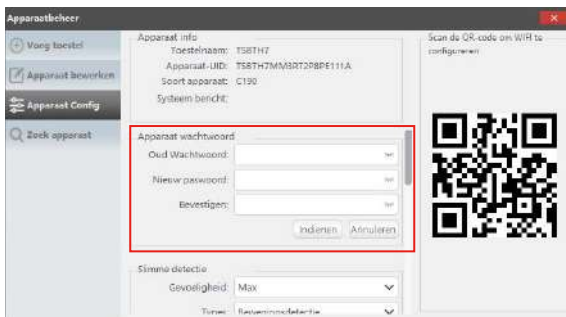 Apparaatbeheer
Voeg toestel
Apparaat bewerken
Apparaat Config
Zoek apparaat
Apparaat info
Toestelnaam: TSBTH7
Apparaat-UID:
Soort apparaat: C190
Systeem bericht:
Apparaat wachtwoord
Oud Wachtwoord:
Nieuw paswoord:
Bevestigen:
Indienen Annuleren
Slimme detectie
Gevoeligheid: Max
Type: Bewegingsdetectie
Scan de QR-code om WIFI te
configureren